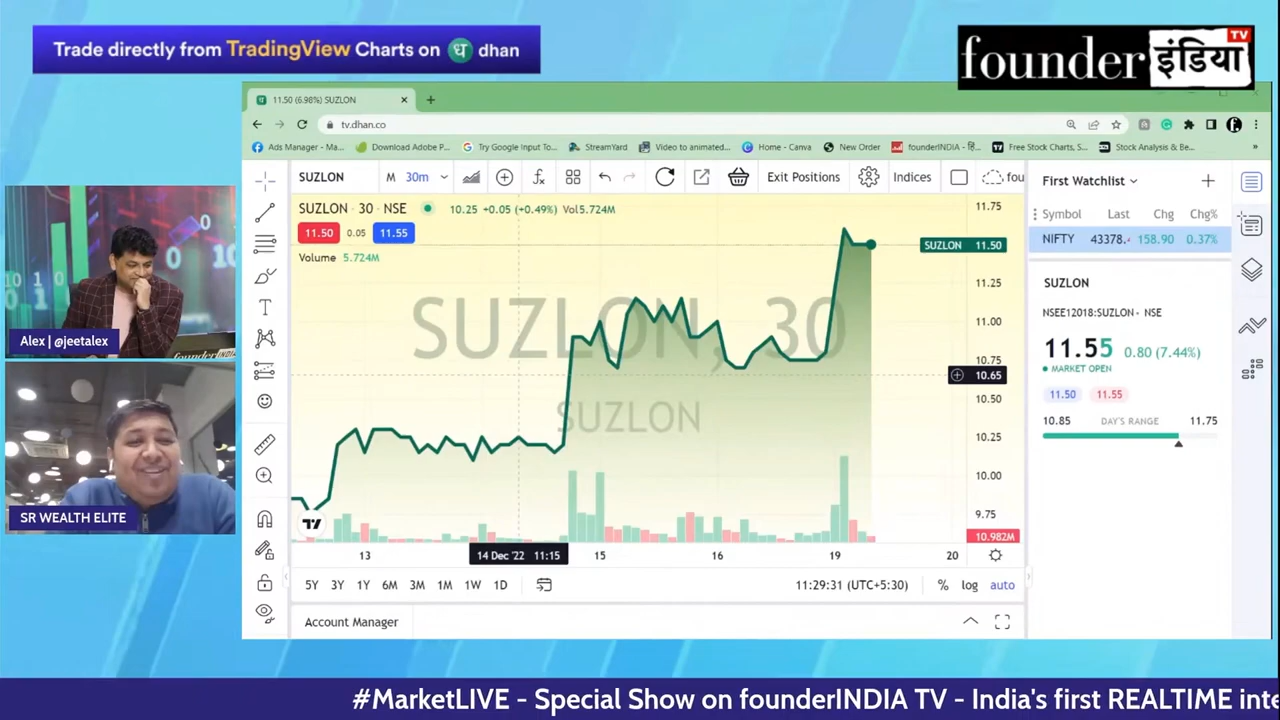 Trade directly from TradingView Charts on ध dhan
founder इंडिया TV
11.50 (6.98%) SUZLON
tv.dhan.co
Ads Manager - Ma...
Download Adobe P...
Try Google Input To...
StreamYard
Video to animated...
Home - Canva
New Order
founderINDIA - हि...
Free Stock Charts, S...
Stock Analysis & Be...
»
SUZLON M 30m Exit Positions Indices fou
SUZLON · 30 · NSE 10.25 +0.05 (+0.49%) Vol5.724M
11.50 0.05 11.55
Volume 5.724M
SUZLON, 30
SUZLON
11.75
SUZLON 11.50
11.25
11.00
10.75
10.65
10.50
10.25
10.00
9.75
10.982M
13 14 Dec '22 11:15 15 16 19 20
5Y 3Y 1Y 6M 3M 1M 1W 1D 11:29:31 (UTC+5:30) % log auto
Account Manager
First Watchlist
Symbol Last Chg Chg%
NIFTY 43378. 158.90 0.37%
SUZLON
NSEE12018:SUZLON - NSE
11.55 0.80 (7.44%)
MARKET OPEN
11.50 11.55
10.85 DAY'S RANGE 11.75
Alex | @jeetalex
founderINDIA
SR WEALTH ELITE
#MarketLIVE - Special Show on founderINDIA TV - India's first REALTIME inte